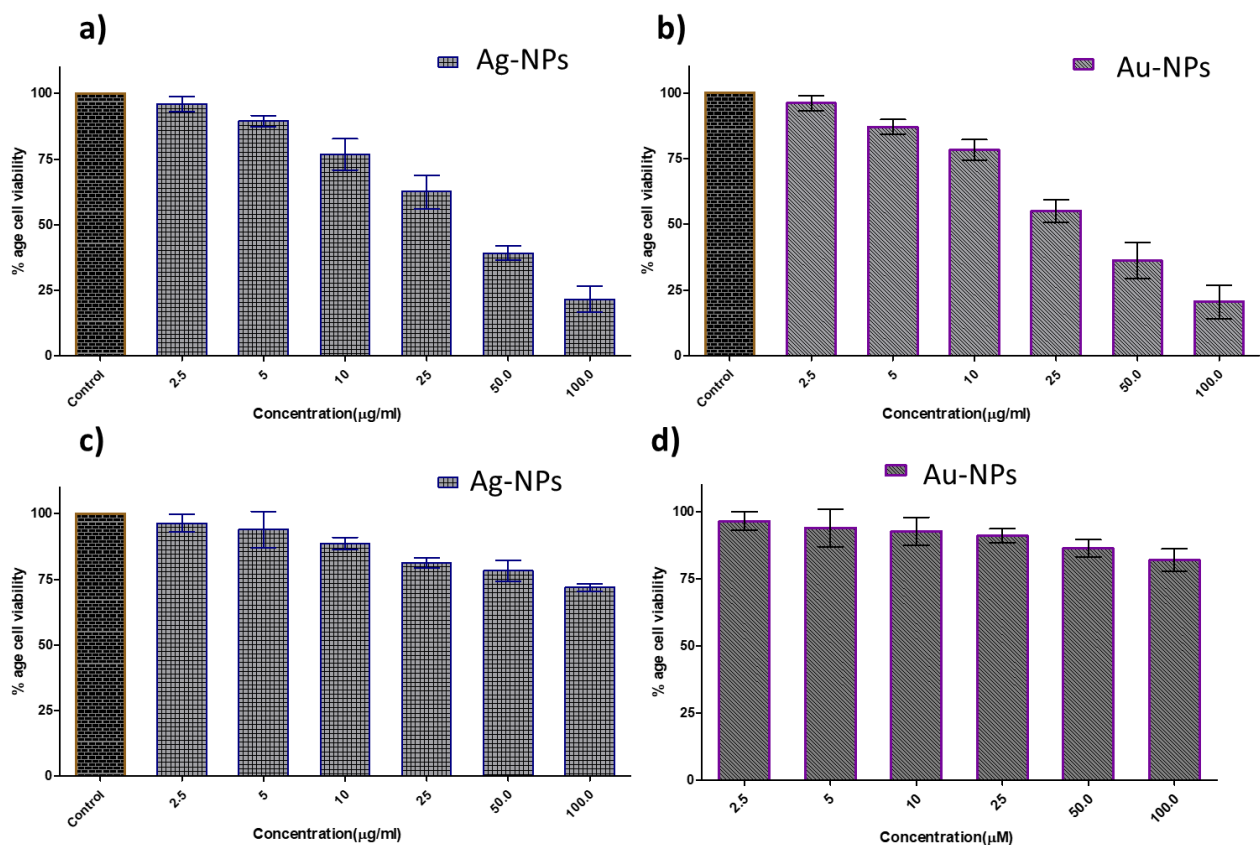 a)
Ag-NPs
100
75
50
25
0
% age cell viability
Control
2.5
5
10
25
50.0
100.0
Concentration(μg/ml)
b)
Au-NPs
100
75
50
25
0
% age cell viability
Control
2.5
5
10
25
50.0
100.0
Concentration(μg/ml)
c)
Ag-NPs
100
75
50
25
0
% age cell viability
Control
2.5
5
10
25
50.0
100.0
Concentration(μg/ml)
d)
Au-NPs
100
75
50
25
0
% age cell viability
2.5
5
10
25
50.0
100.0
Concentration(μM)